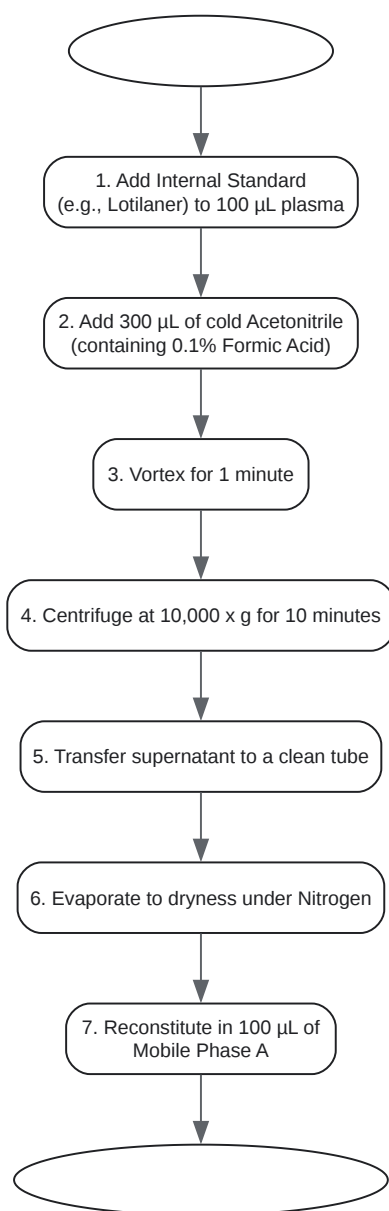 1. Add Internal Standard
(e.g., Lotilaner) to 100 µL plasma
2. Add 300 µL of cold Acetonitrile
(containing 0.1% Formic Acid)
3. Vortex for 1 minute
4. Centrifuge at 10,000 x g for 10 minutes
5. Transfer supernatant to a clean tube
6. Evaporate to dryness under Nitrogen
7. Reconstitute in 100 µL of
Mobile Phase A